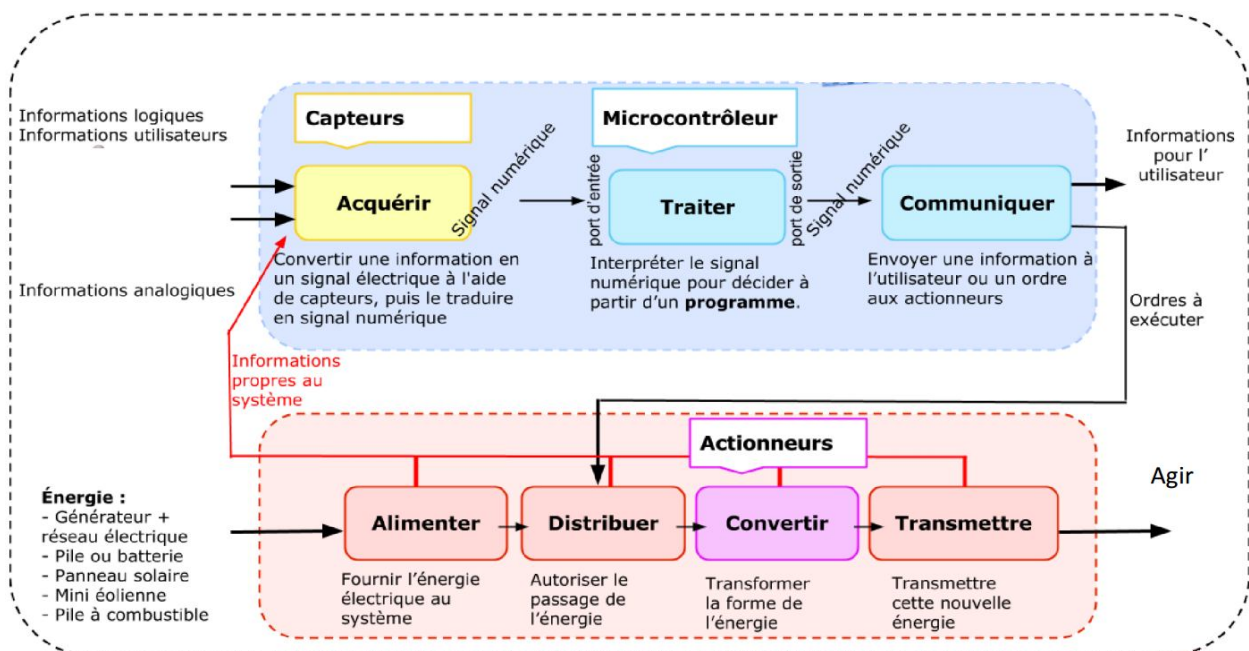 Informations logiques
Informations utilisateurs
Informations analogiques
Capteurs
Acquérir
Signal numérique
Convertir une information en
un signal électrique à l'aide
de capteurs, puis le traduire
en signal numérique
Microcontrôleur
port d'entrée
Traiter
port de sortie
Signal numérique
Interpréter le signal
numérique pour décider à
partir d'un programme.
Communiquer
Envoyer une information à
l'utilisateur ou un ordre
aux actionneurs
Informations
pour l'
utilisateur
Ordres à
exécuter
Informations
propres au
système
Actionneurs
Énergie :
- Générateur +
réseau électrique
- Pile ou batterie
- Panneau solaire
- Mini éolienne
- Pile à combustible
Alimenter
Fournir l'énergie
électrique au
système
Distribuer
Autoriser le
passage de
l'énergie
Convertir
Transformer
la forme de
l'énergie
Transmettre
Transmettre
cette nouvelle
énergie
Agir